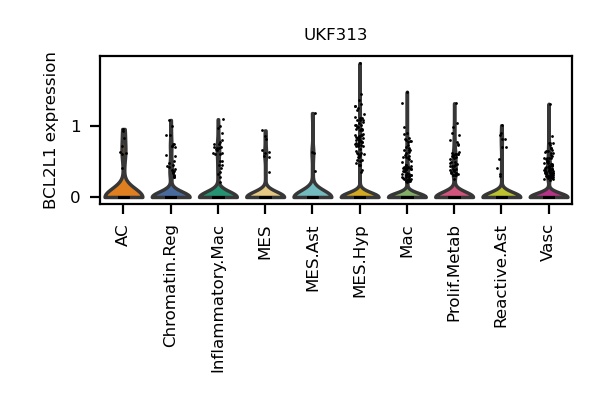 UKF313
BCL2L1 expression
1
0
AC
Chromatin.Reg
Inflammatory.Mac
MES
MES.Ast
MES.Hyp
Mac
Prolif.Metab
Reactive.Ast
Vasc